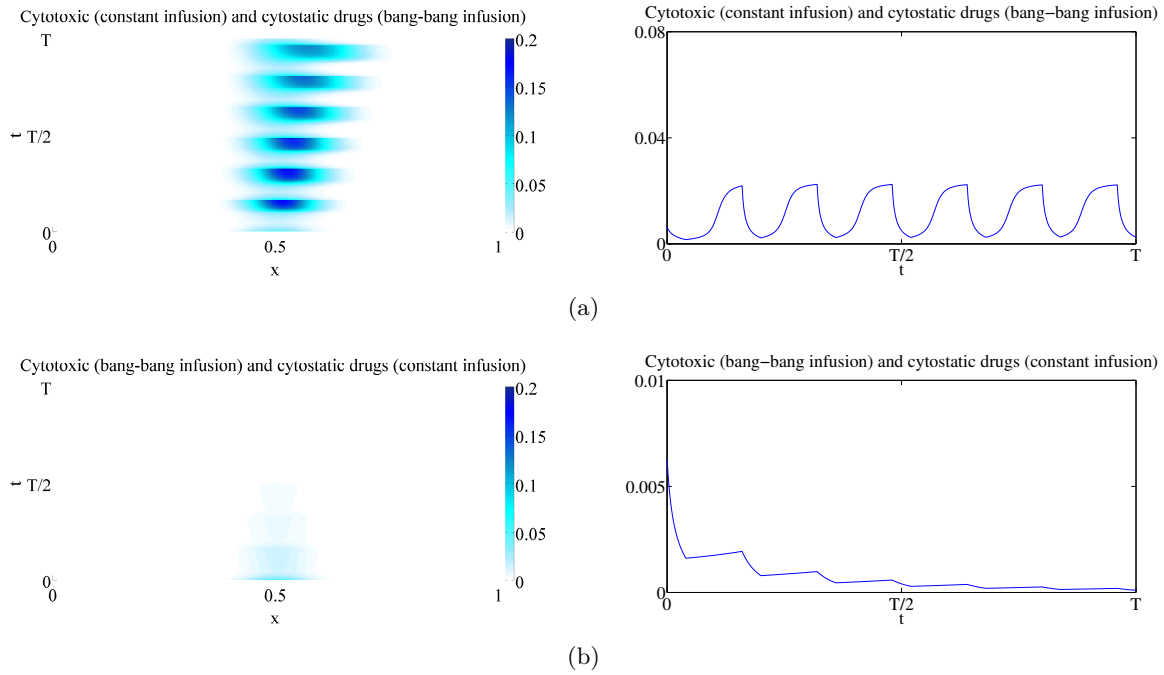 Cytotoxic (constant infusion) and cytostatic drugs (bang-bang infusion)
T
t T/2
0
0 0.5 1
x
0.2
0.15
0.1
0.05
0
Cytotoxic (constant infusion) and cytostatic drugs (bang−bang infusion)
0.08
0.04
0
0 T/2 T
t
(a)
Cytotoxic (bang-bang infusion) and cytostatic drugs (constant infusion)
T
t T/2
0
0 0.5 1
x
0.2
0.15
0.1
0.05
0
Cytotoxic (bang−bang infusion) and cytostatic drugs (constant infusion)
0.01
0.005
0
0 T/2 T
t
(b)